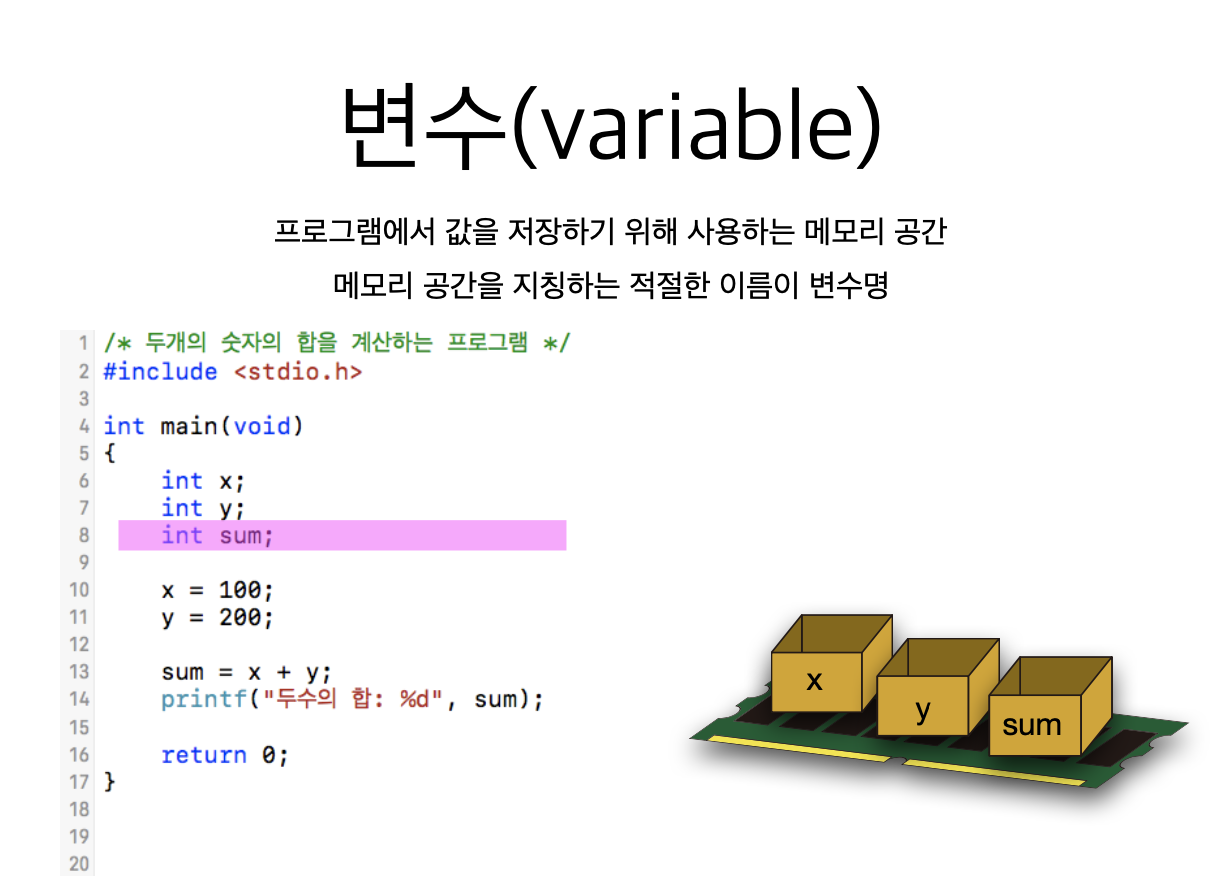 변수(variable)
프로그램에서 값을 저장하기 위해 사용하는 메모리 공간
메모리 공간을 지칭하는 적절한 이름이 변수명
1 /* 두개의 숫자의 합을 계산하는 프로그램 */
2 #include <stdio.h>
3
4 int main(void)
5 {
6     int x;
7     int y;
8     int sum;
9
10     x = 100;
11     y = 200;
12
13     sum = x + y;
14     printf("두수의 합: %d", sum);
15
16     return 0;
17 }
18
19
20
x
y
sum